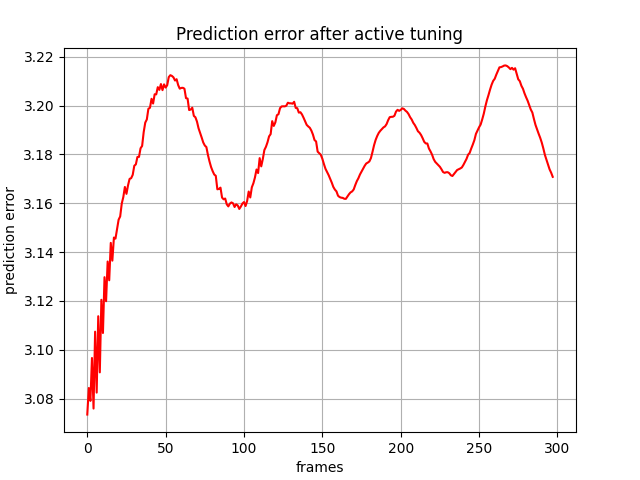 Prediction error after active tuning
3.22
3.20
3.18
3.16
3.14
3.12
3.10
3.08
prediction error
0 50 100 150 200 250 300
frames